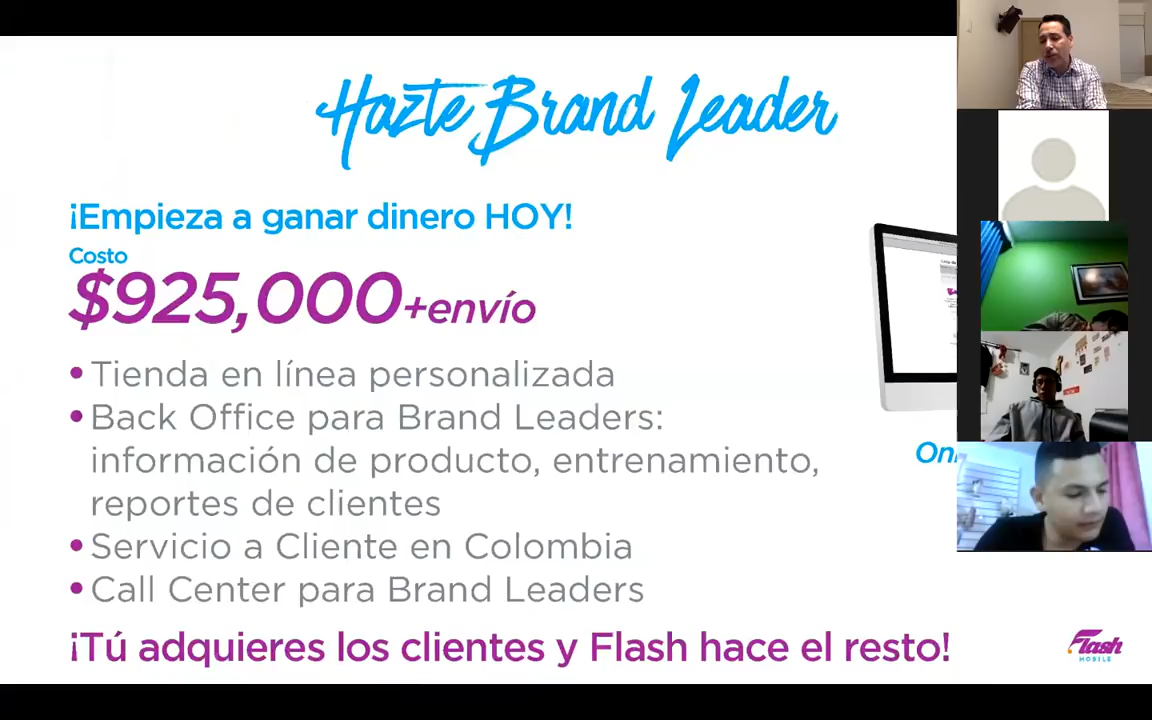 Hazte Brand Leader
¡Empieza a ganar dinero HOY!
Costo
$925,000+envío
• Tienda en línea personalizada
• Back Office para Brand Leaders:
información de producto, entrenamiento,
reportes de clientes
• Servicio a Cliente en Colombia
• Call Center para Brand Leaders
¡Tú adquieres los clientes y Flash hace el resto!
Flash
MOBILE